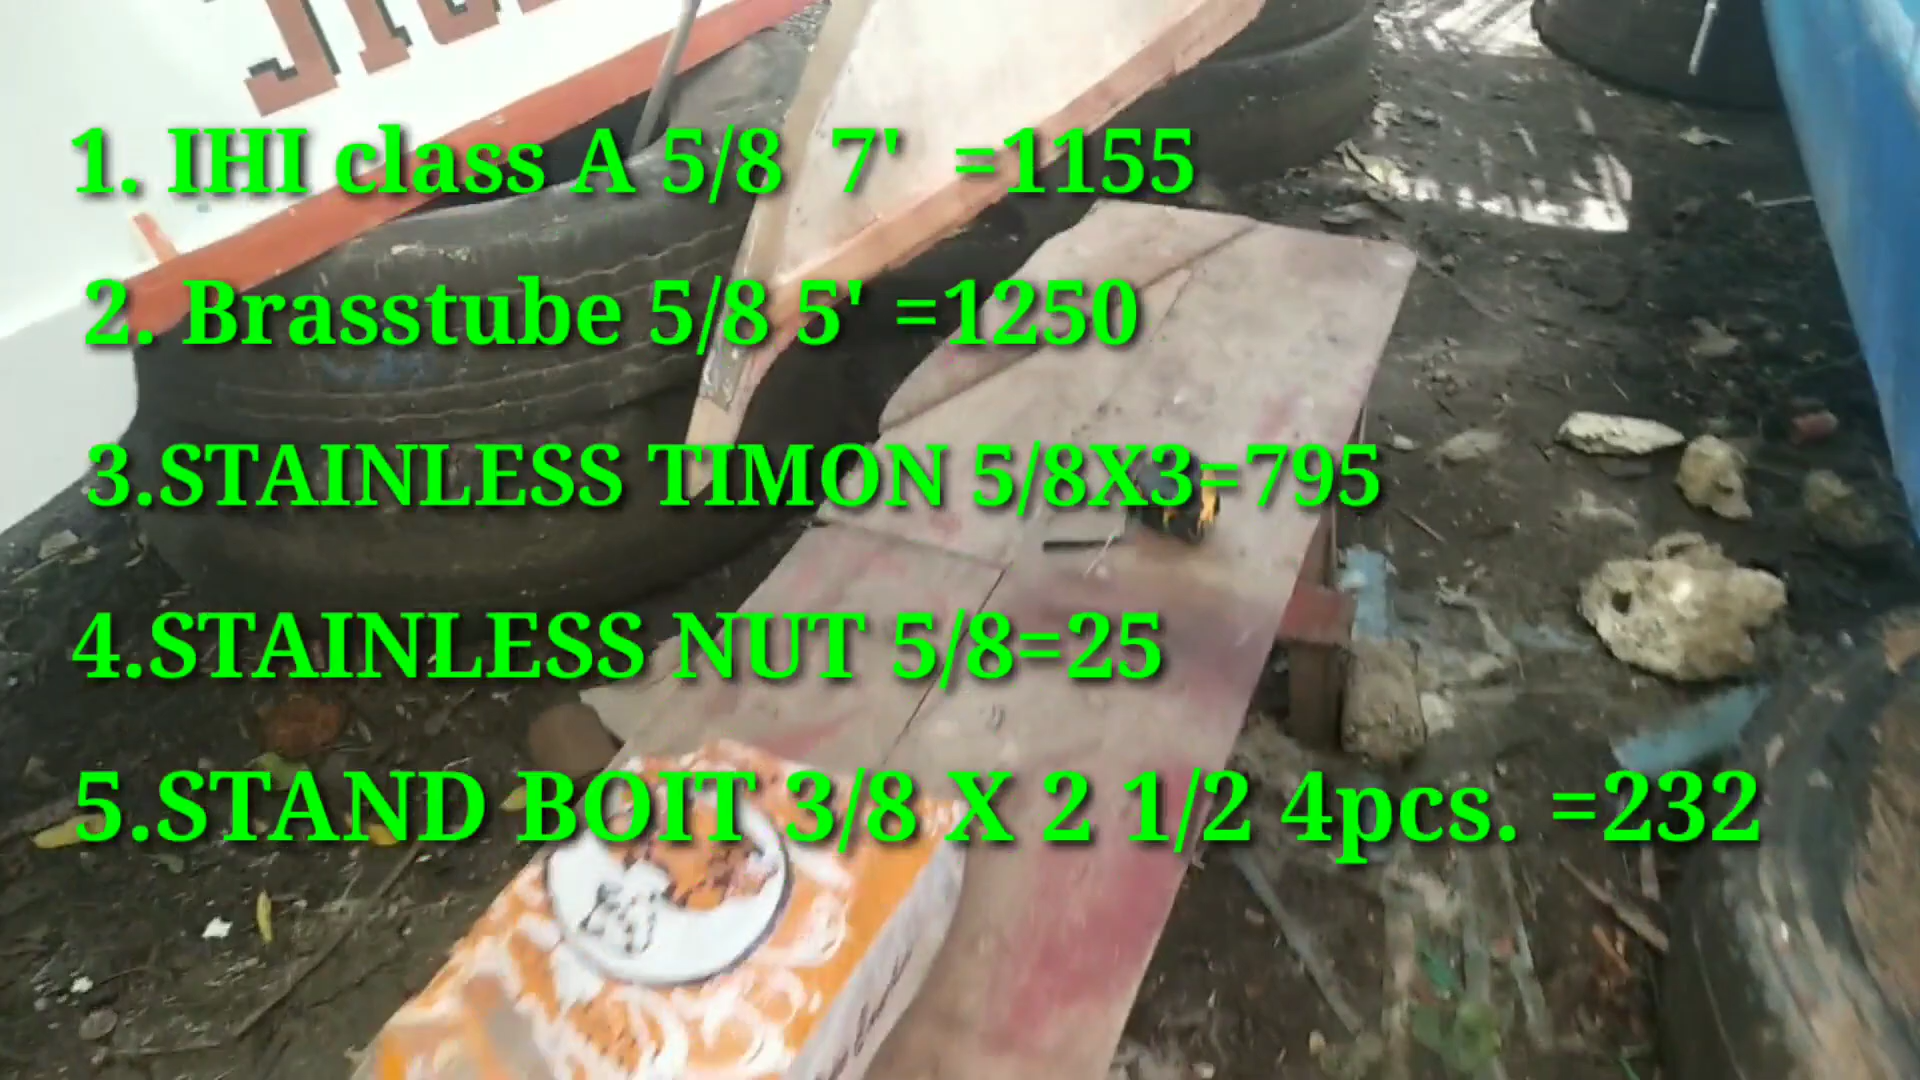 1. IHI class A 5/8 7' =1155
2. Brasstube 5/8 5' =1250
3.STAINLESS TIMON 5/8X3=795
4.STAINLESS NUT 5/8=25
5.STAND BOIT 3/8 X 2 1/2 4pcs. =232